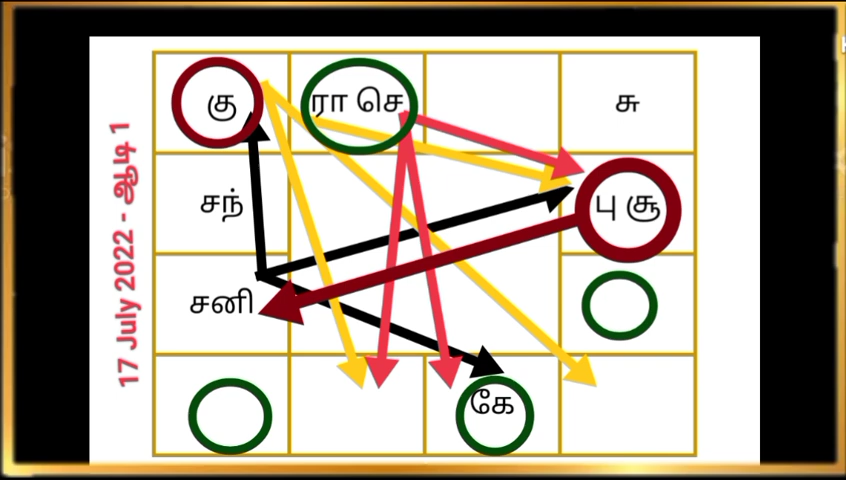 17 July 2022 - ஆடி 1
கு
ரா செ
சு
சந்
பு சூ
சனி
கே